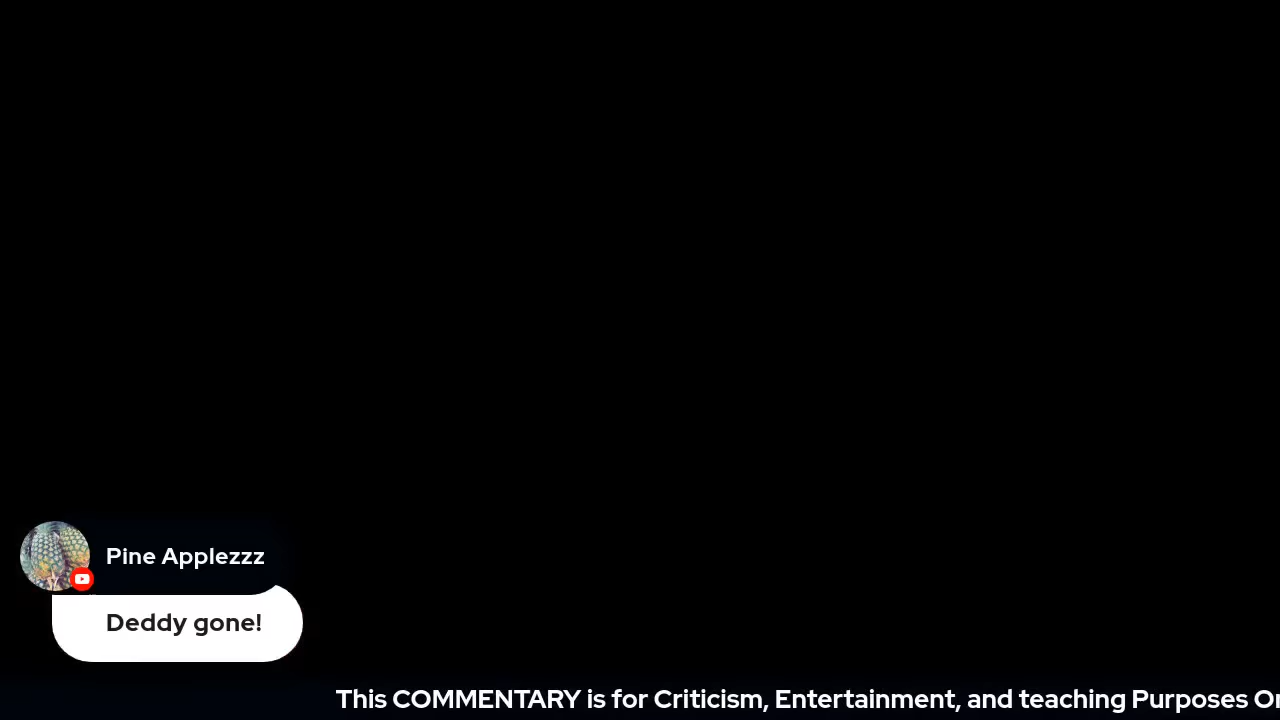 Pine Applezzz
Deddy gone!
This COMMENTARY is for Criticism, Entertainment, and teaching Purposes